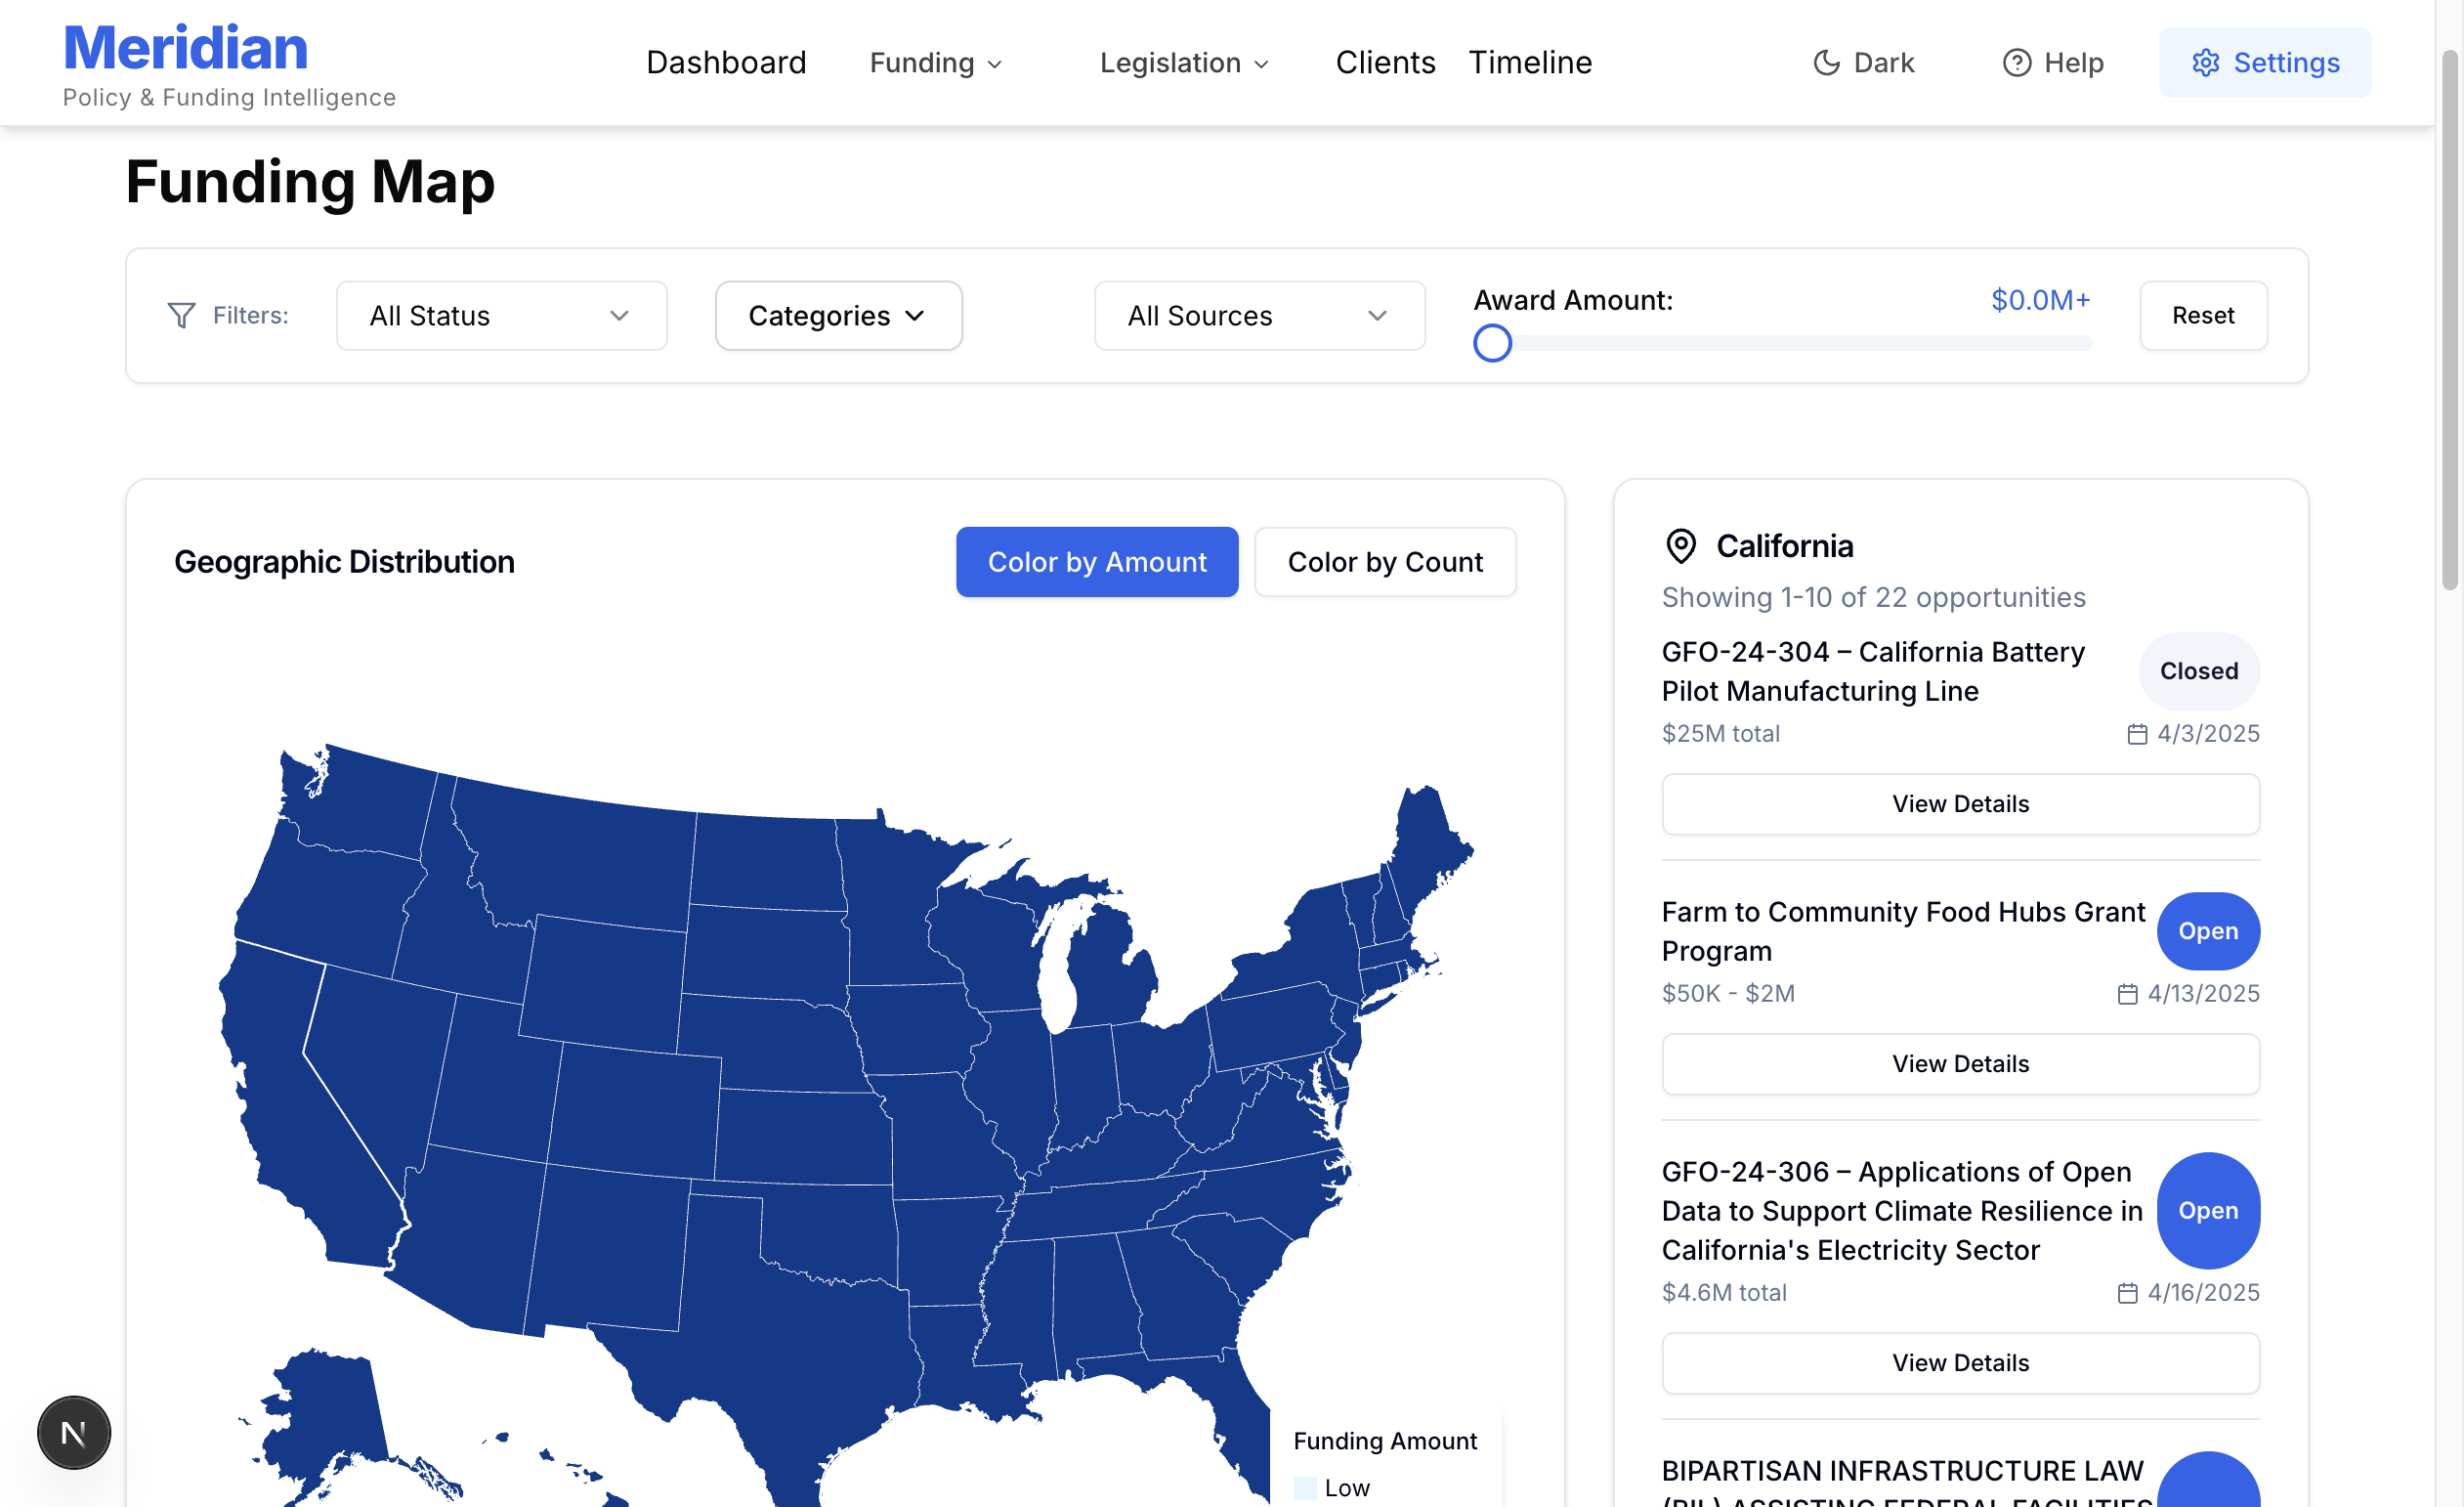 Meridian
Policy & Funding Intelligence
Dashboard
Funding
Legislation
Clients
Timeline
Dark
Help
Settings
Funding Map
Filters:
All Status
Categories
All Sources
Award Amount:
$0.0M+
Reset
Geographic Distribution
Color by Amount
Color by Count
Funding Amount
Low
California
Showing 1-10 of 22 opportunities
GFO-24-304 – California Battery
Pilot Manufacturing Line
Closed
$25M total
4/3/2025
View Details
Farm to Community Food Hubs Grant
Program
Open
$50K - $2M
4/13/2025
View Details
GFO-24-306 – Applications of Open
Data to Support Climate Resilience in
California's Electricity Sector
Open
$4.6M total
4/16/2025
View Details
BIPARTISAN INFRASTRUCTURE LAW
(BIL) ASSISTING FEDERAL FACILITIES
N